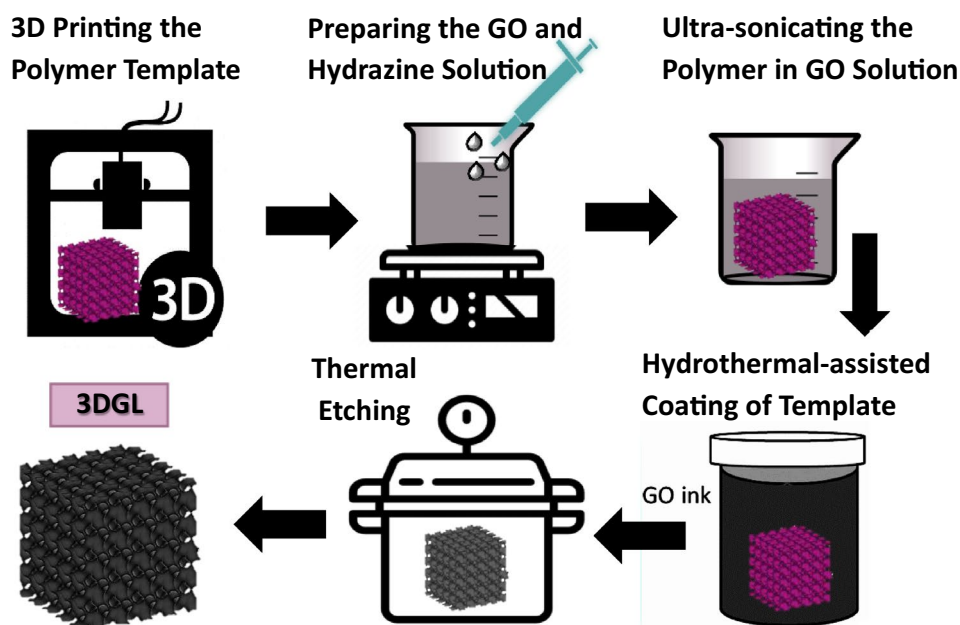 3D Printing the
Polymer Template
Preparing the GO and
Hydrazine Solution
Ultra-sonicating the
Polymer in GO Solution
3D
Hydrothermal-assisted
Coating of Template
GO ink
Thermal
Etching
3DGL